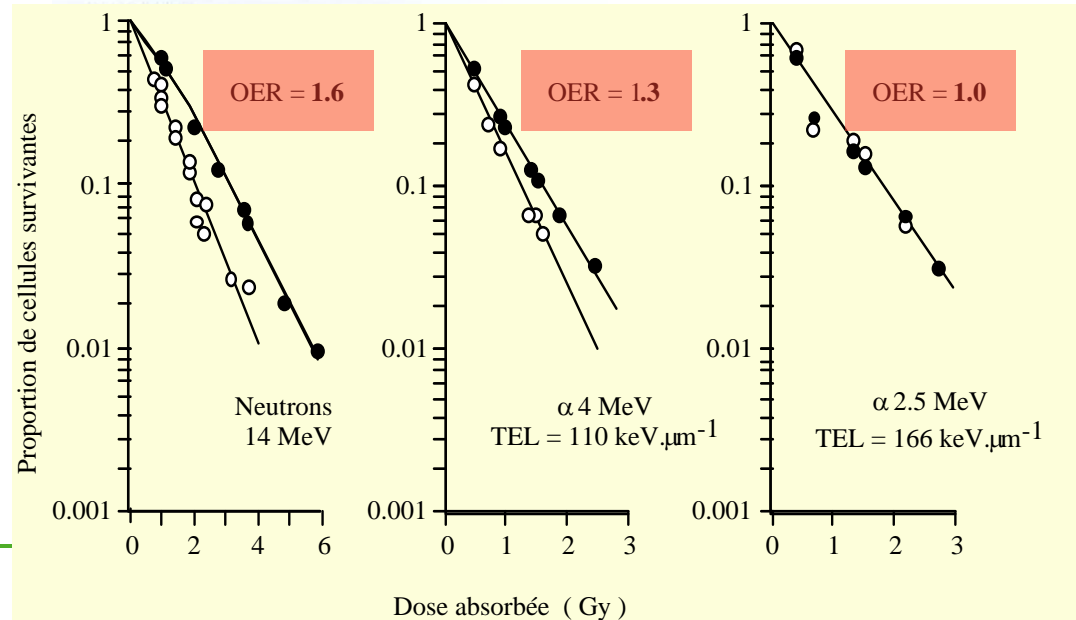 Proportion de cellules survivantes
1
0.1
0.01
0.001
0 2 4 6
OER = 1.6
Neutrons
14 MeV
1
0.1
0.01
0.001
0 1 2 3
OER = 1.3
α 4 MeV
TEL = 110 keV.µm-1
1
0.1
0.01
0.001
0 1 2 3
OER = 1.0
α 2.5 MeV
TEL = 166 keV.µm-1
Dose absorbée ( Gy )